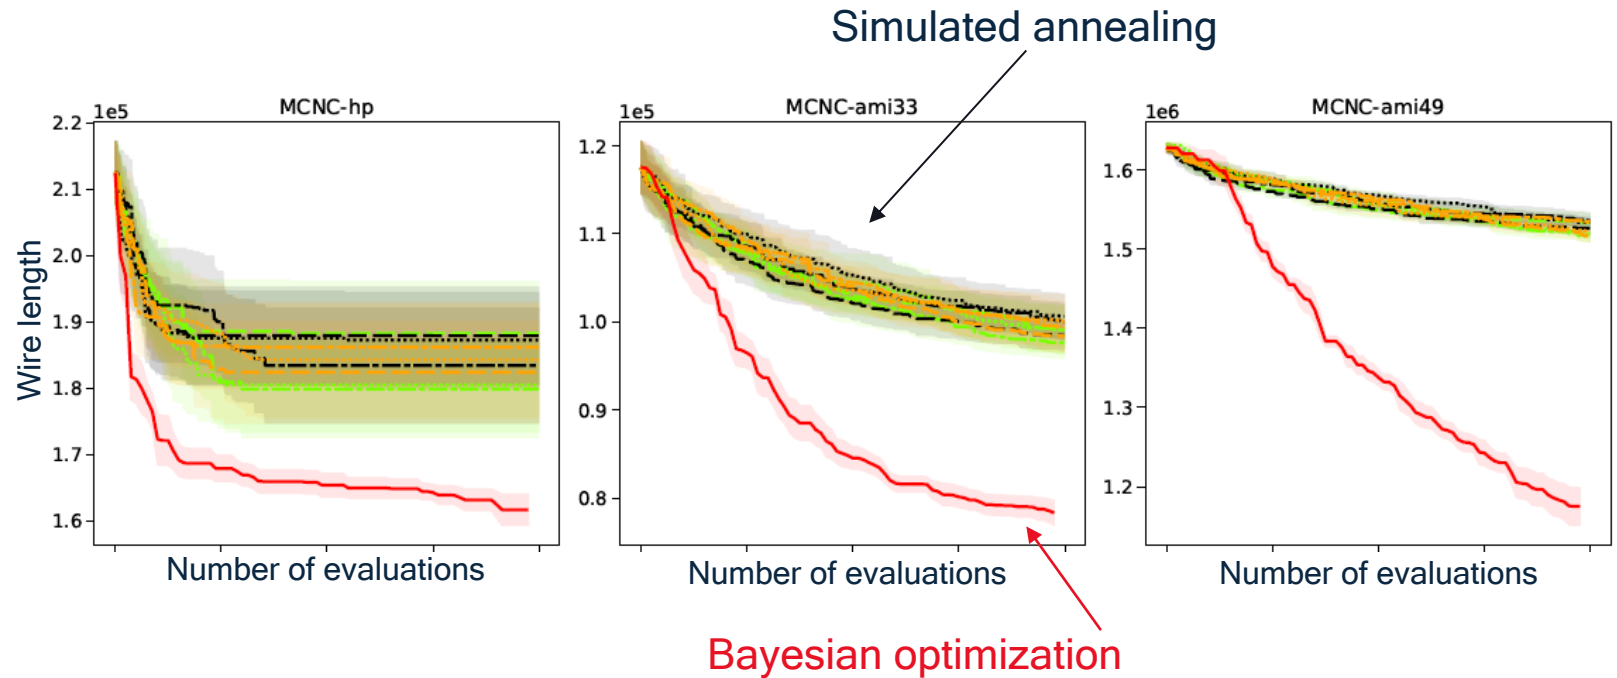 Simulated annealing
1e5
MCNC-hp
2.2
2.1
2.0
1.9
1.8
1.7
1.6
Wire length
Number of evaluations
1e5
MCNC-ami33
1.2
1.1
1.0
0.9
0.8
Number of evaluations
1e6
MCNC-ami49
1.6
1.5
1.4
1.3
1.2
Number of evaluations
Bayesian optimization